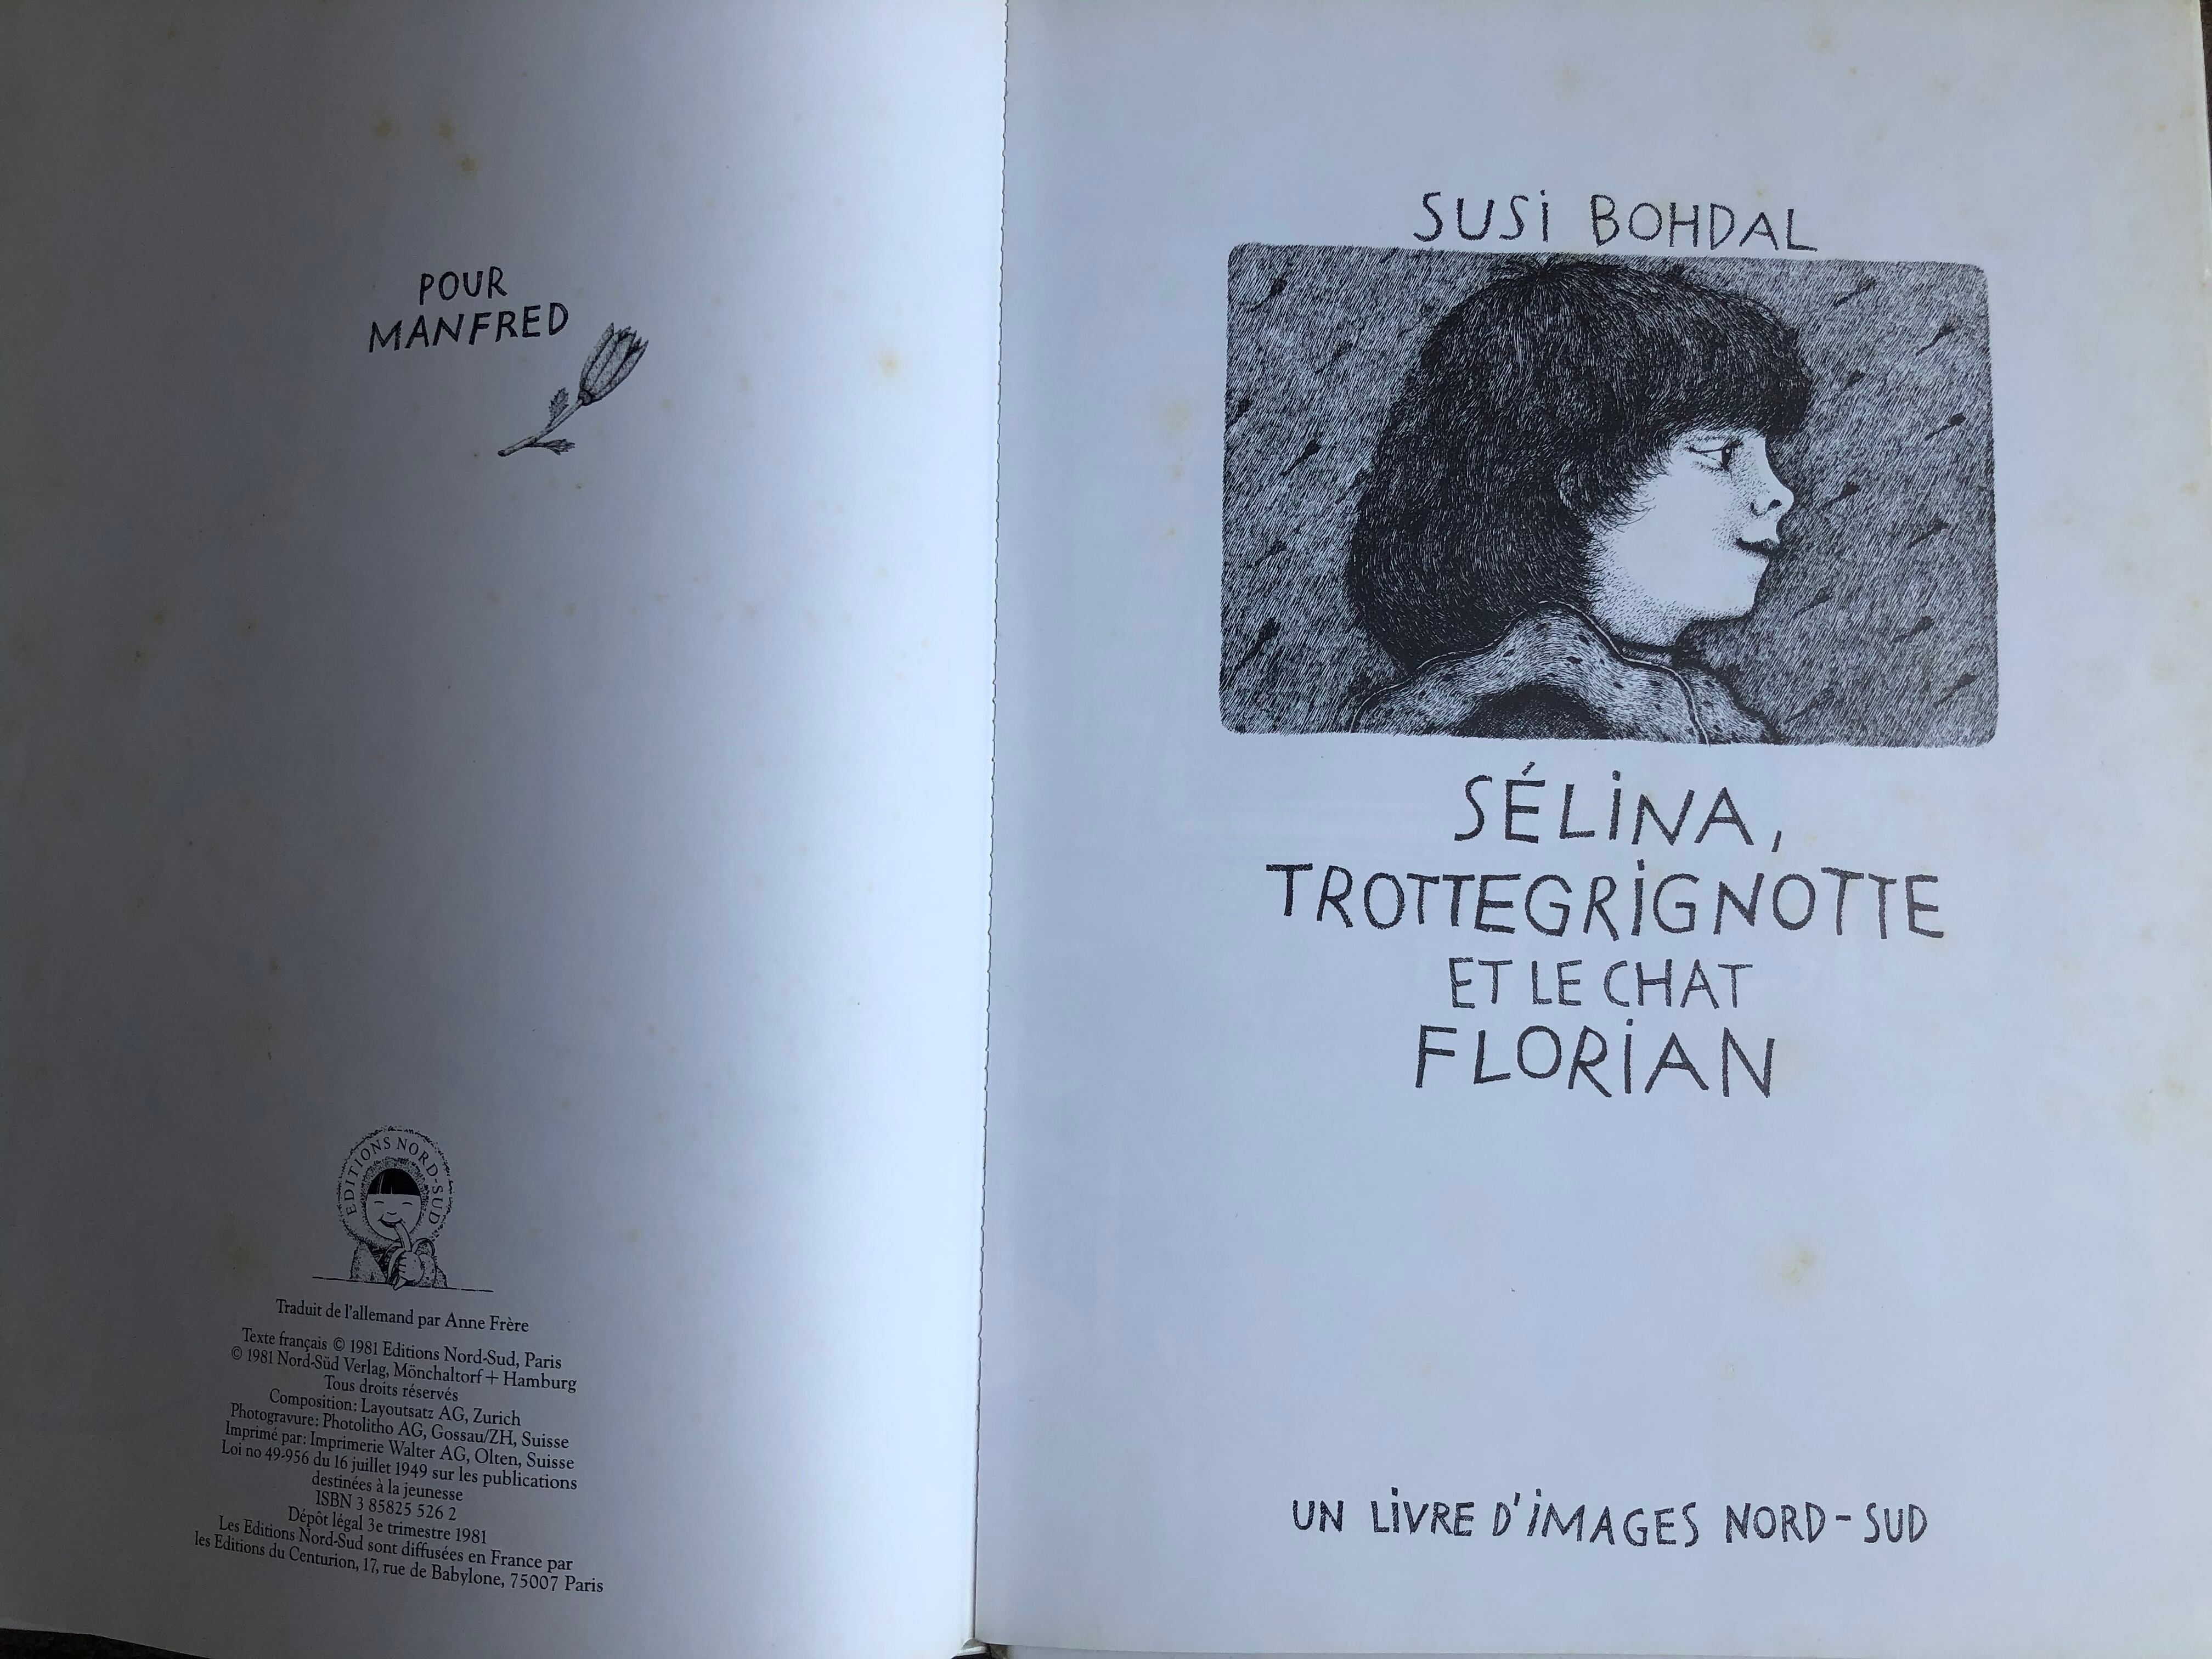 POUR
MANFRED
EDITIONS NORD-SUD
Traduit de l'allemand par Anne Frère
Texte français © 1981 Editions Nord-Sud, Paris
© 1981 Nord-Süd Verlag, Mönchaltorf + Hamburg
Tous droits réservés
Composition: Layoutsatz AG, Zurich
Photogravure: Photolitho AG, Gossau/ZH, Suisse
Imprimé par: Imprimerie Walter AG, Olten, Suisse
Loi no 49-956 du 16 juillet 1949 sur les publications
destinées à la jeunesse
ISBN 3 85825 526 2
Dépôt légal 3e trimestre 1981
Les Editions Nord-Sud sont diffusées en France par
les Editions du Centurion, 17, rue de Babylone, 75007 Paris
SUSI BOHDAL
SÉLINA,
TROTTEGRIGNOTTE
ET LE CHAT
FLORIAN
UN LIVRE D'IMAGES NORD-SUD